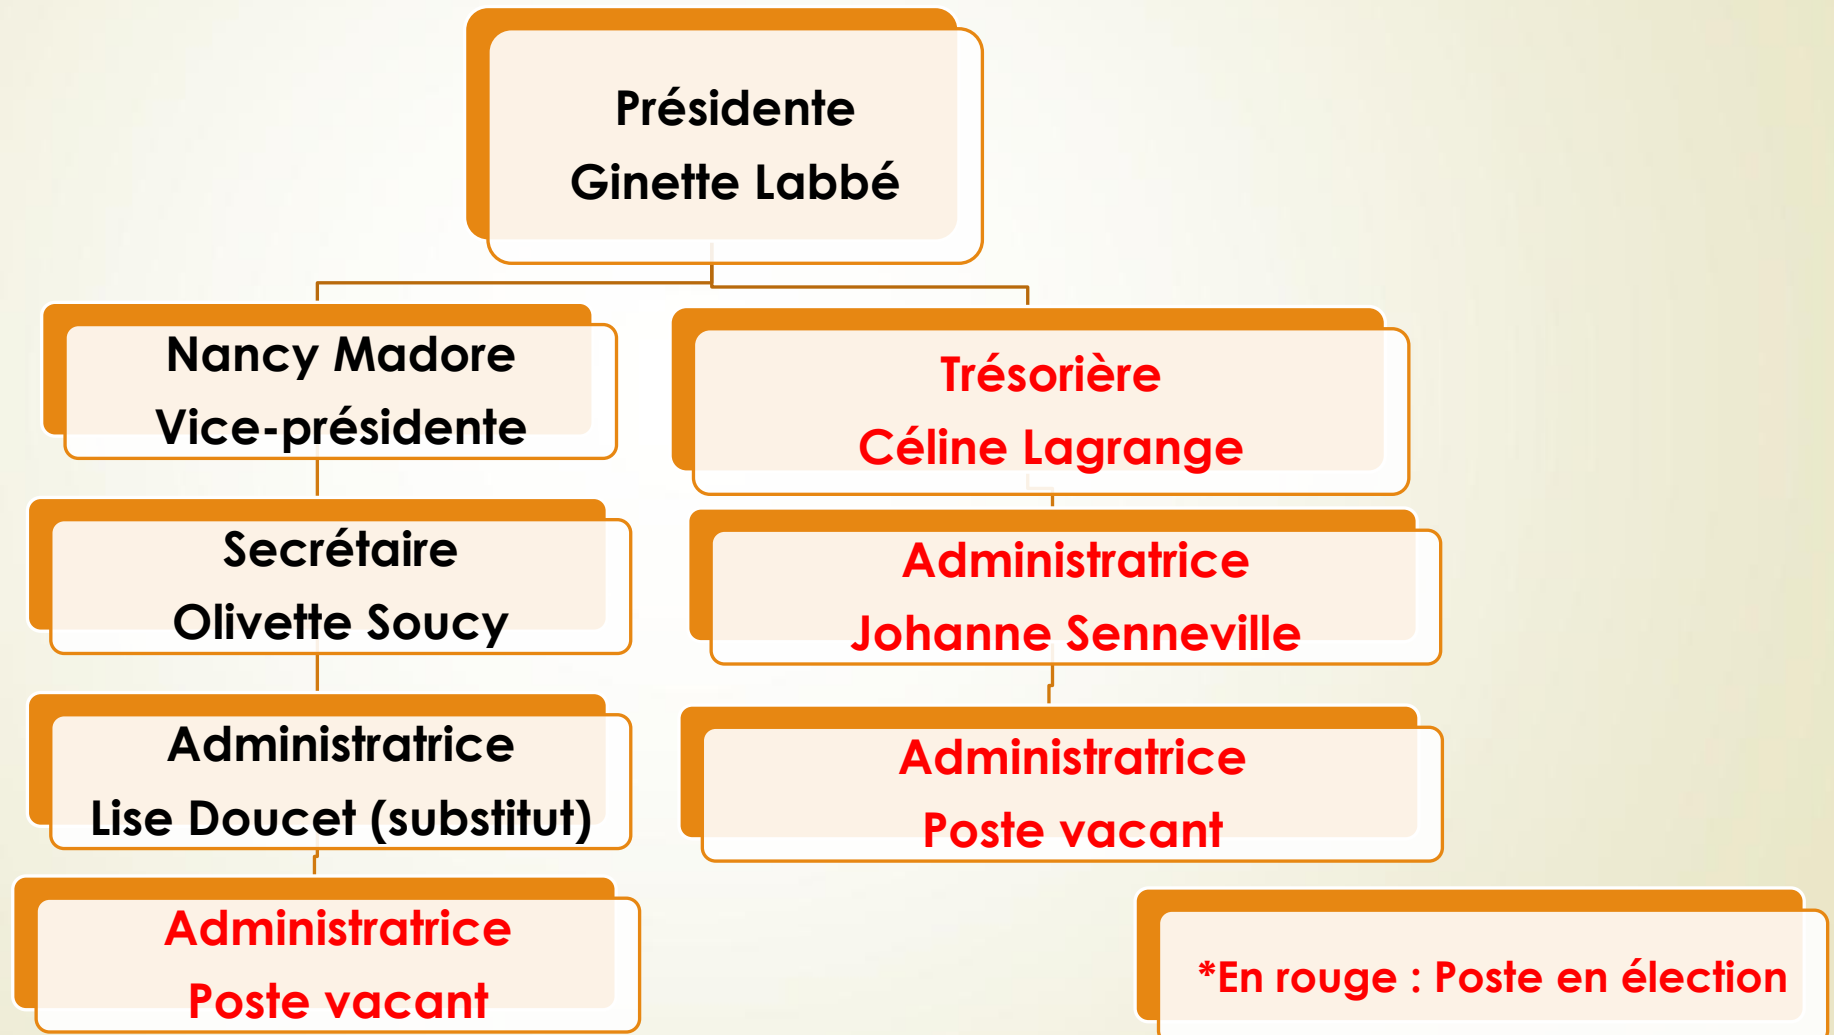 Présidente
Ginette Labbé
Nancy Madore
Vice-présidente
Secrétaire
Olivette Soucy
Administratrice
Lise Doucet (substitut)
Administratrice
Poste vacant
Trésorière
Céline Lagrange
Administratrice
Johanne Senneville
Administratrice
Poste vacant
*En rouge : Poste en élection